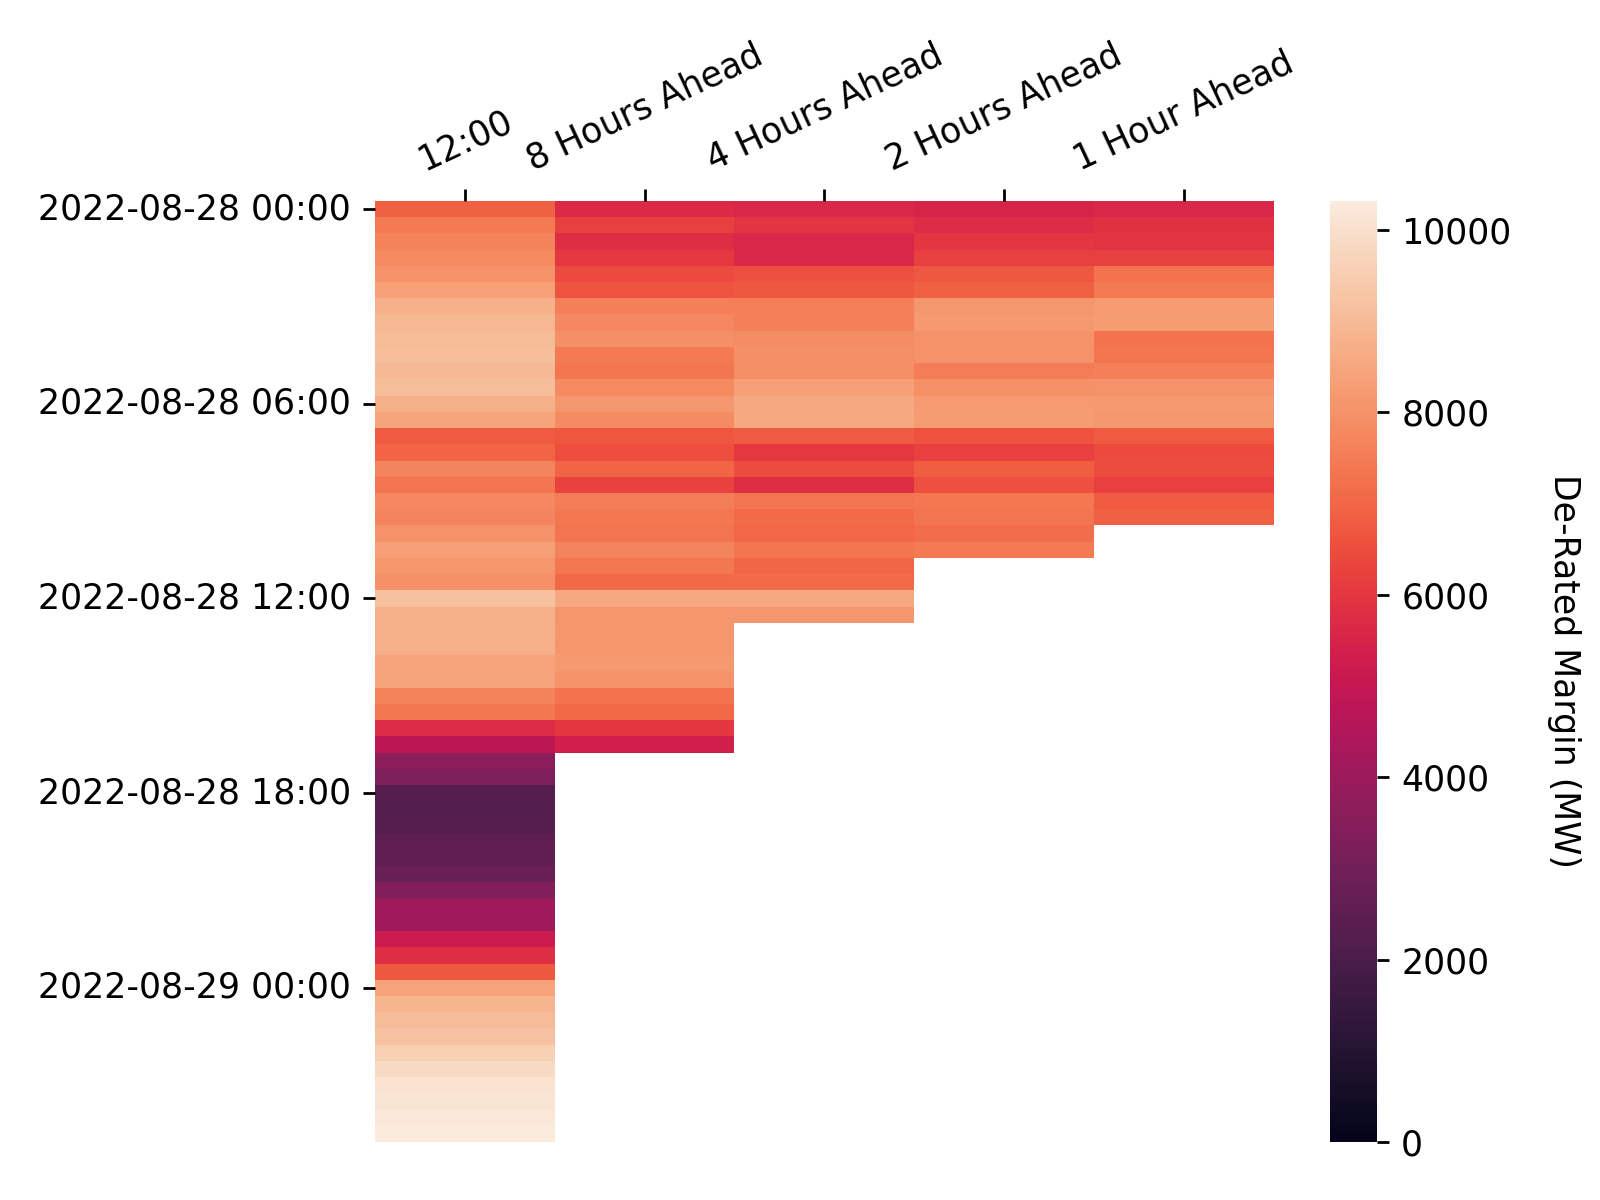 12:00
8 Hours Ahead
4 Hours Ahead
2 Hours Ahead
1 Hour Ahead
2022-08-28 00:00
2022-08-28 06:00
2022-08-28 12:00
2022-08-28 18:00
2022-08-29 00:00
10000
8000
6000
4000
2000
0
De-Rated Margin (MW)